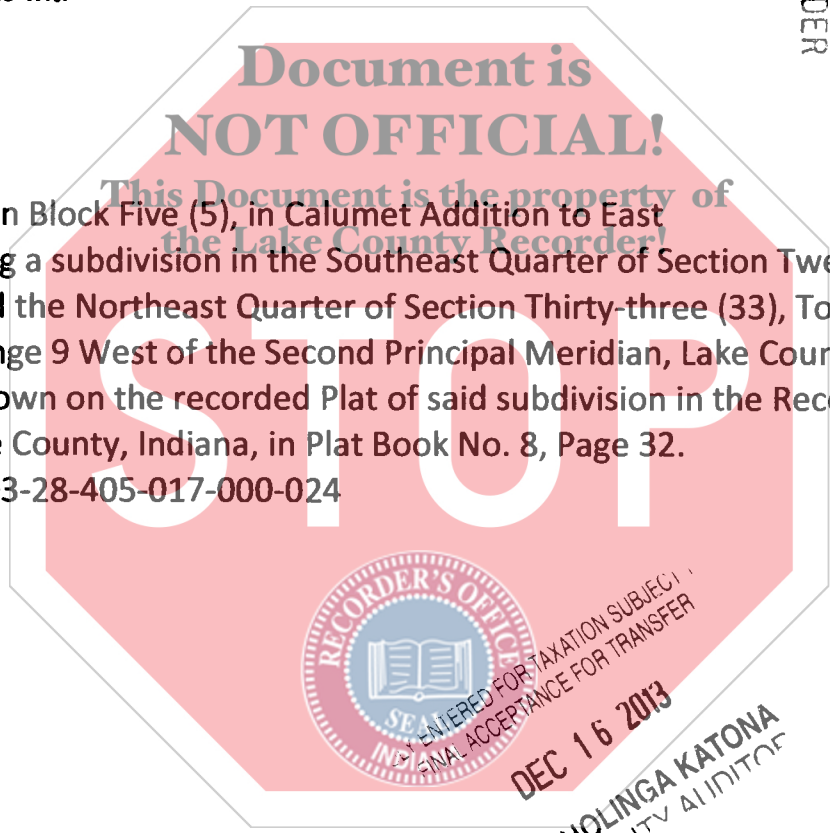 DER
Document is
NOT OFFICIAL!
This Document is the property of
the Lake County Recorder!
n Block Five (5), in Calumet Addition to East
g a subdivision in the Southeast Quarter of Section Twe
the Northeast Quarter of Section Thirty-three (33), To
nge 9 West of the Second Principal Meridian, Lake Coun
own on the recorded Plat of said subdivision in the Rec
County, Indiana, in Plat Book No. 8, Page 32.
3-28-405-017-000-024
STOP
RECORDER'S OFFICE
SEAL
INDIANA
ENTERED FOR TAXATION SUBJECT
FINAL ACCEPTANCE FOR TRANSFER
DEC 16 2013
HOLINGA KATONA
AUDITOR